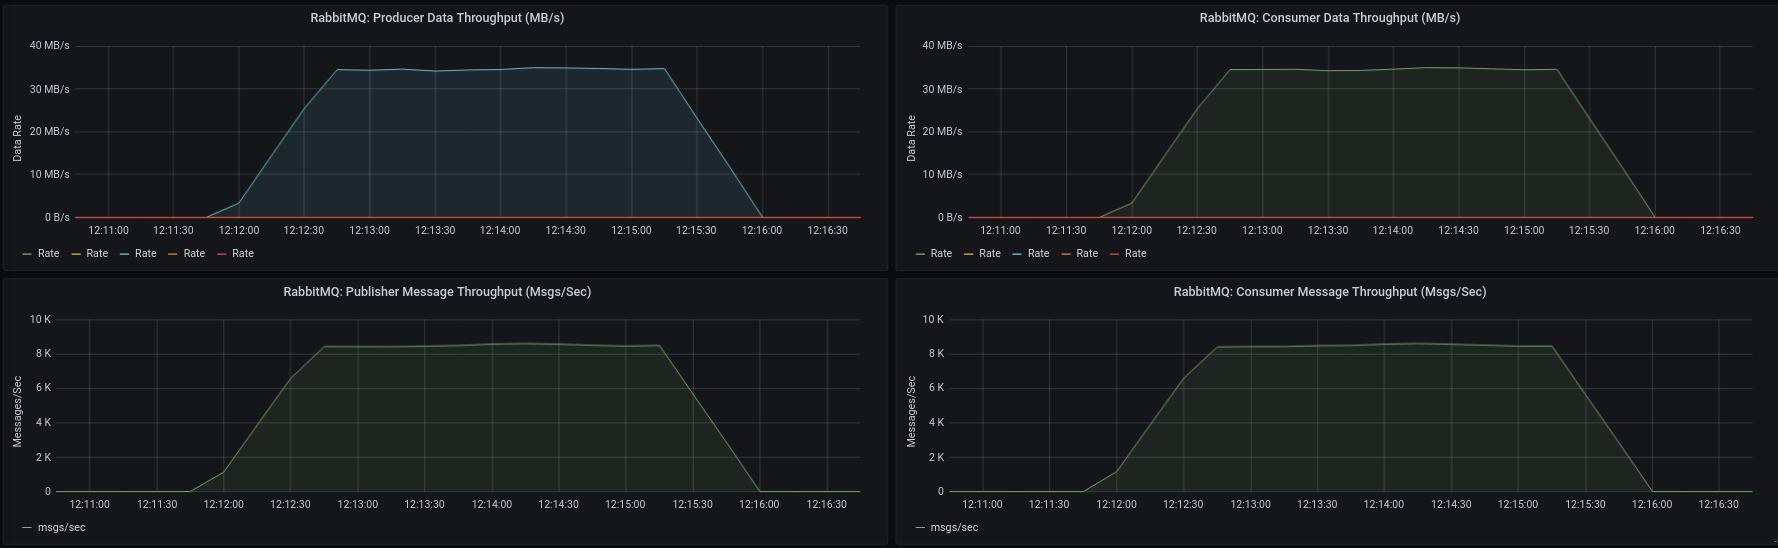 RabbitMQ: Producer Data Throughput (MB/s)
Data Rate
40 MB/s
30 MB/s
20 MB/s
10 MB/s
0 B/s
12:11:00 12:11:30 12:12:00 12:12:30 12:13:00 12:13:30 12:14:00 12:14:30 12:15:00 12:15:30 12:16:00 12:16:30
Rate Rate Rate Rate Rate
RabbitMQ: Consumer Data Throughput (MB/s)
Data Rate
40 MB/s
30 MB/s
20 MB/s
10 MB/s
0 B/s
12:11:00 12:11:30 12:12:00 12:12:30 12:13:00 12:13:30 12:14:00 12:14:30 12:15:00 12:15:30 12:16:00 12:16:30
Rate Rate Rate Rate Rate
RabbitMQ: Publisher Message Throughput (Msgs/Sec)
Messages/Sec
10 K
8 K
6 K
4 K
2 K
0
12:11:00 12:11:30 12:12:00 12:12:30 12:13:00 12:13:30 12:14:00 12:14:30 12:15:00 12:15:30 12:16:00 12:16:30
msgs/sec
RabbitMQ: Consumer Message Throughput (Msgs/Sec)
Messages/Sec
10 K
8 K
6 K
4 K
2 K
0
12:11:00 12:11:30 12:12:00 12:12:30 12:13:00 12:13:30 12:14:00 12:14:30 12:15:00 12:15:30 12:16:00 12:16:30
msgs/sec